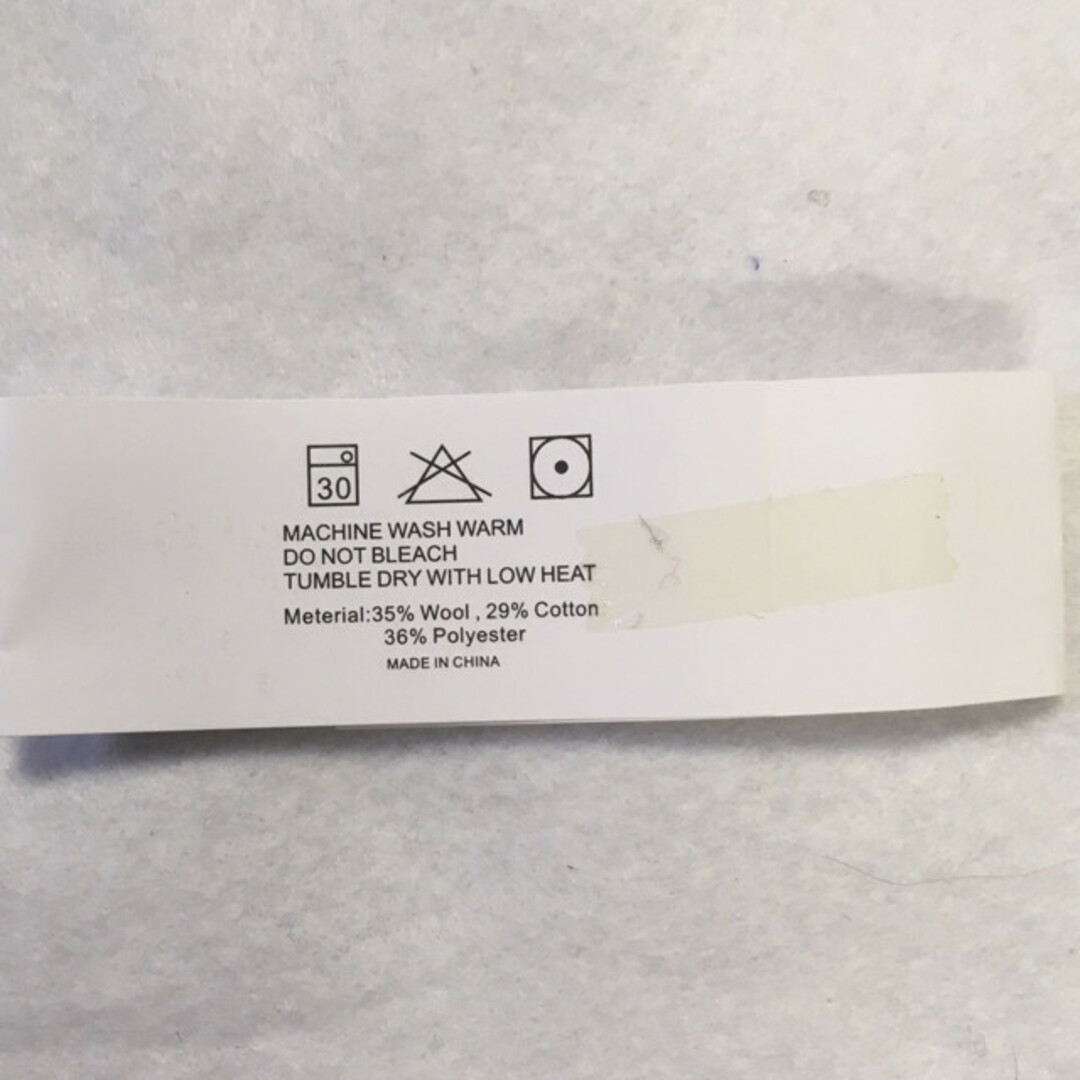 30
MACHINE WASH WARM
DO NOT BLEACH
TUMBLE DRY WITH LOW HEAT
Meterial:35% Wool , 29% Cotton
36% Polyester
MADE IN CHINA